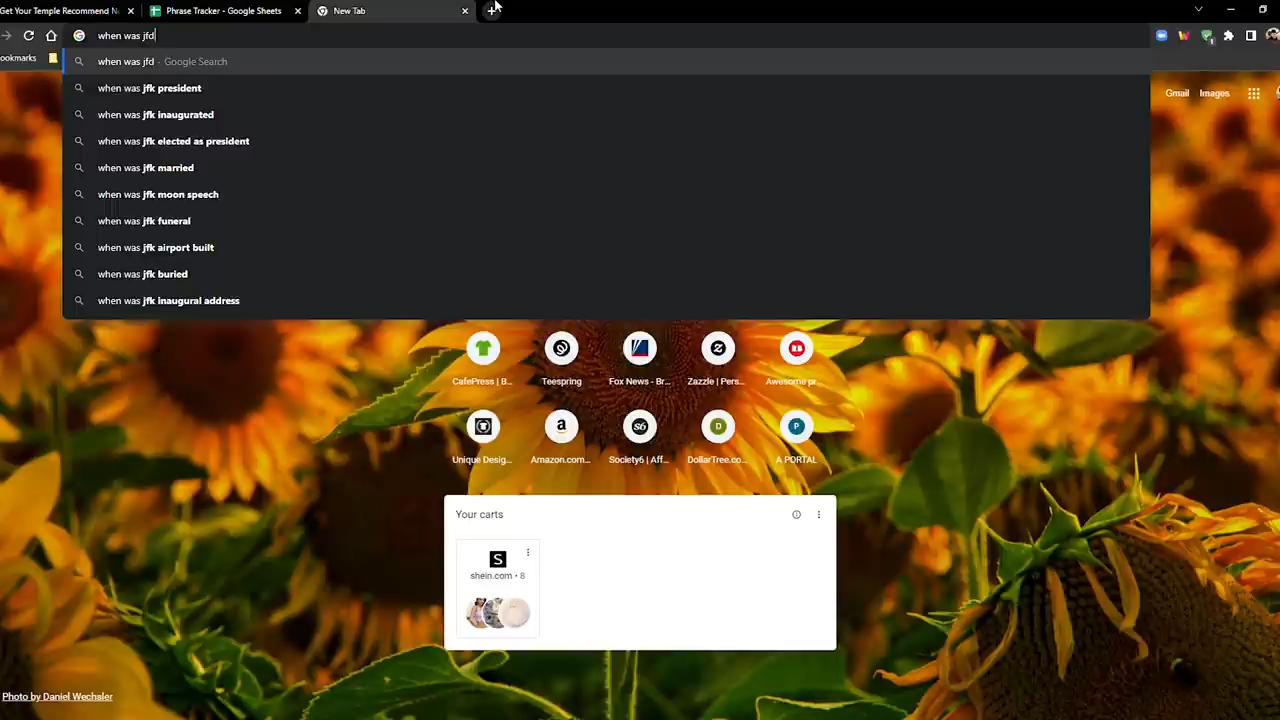 Get Your Temple Recommend N
Phrase Tracker - Google Sheets
New Tab
when was jfd
ookmarks
when was jfd - Google Search
when was jfk president
when was jfk inaugurated
when was jfk elected as president
when was jfk married
when was jfk moon speech
when was jfk funeral
when was jfk airport built
when was jfk buried
when was jfk inaugural address
Gmail
Images
CafePress | B...
Teespring
Fox News - Br...
Zazzle | Pers...
Awesome pr...
Unique Desig...
Amazon.com...
Society6 | Aff...
DollarTree.co...
A PORTAL
Your carts
shein.com • 8
Photo by Daniel Wechsler